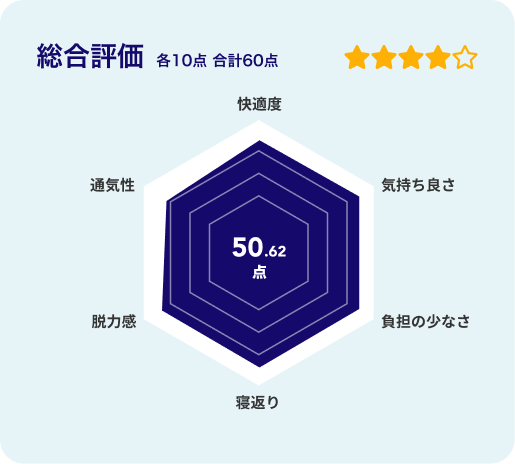 総合評価 各10点 合計60点
快適度
通気性
気持ち良さ
50.62
点
脱力感
負担の少なさ
寝返り